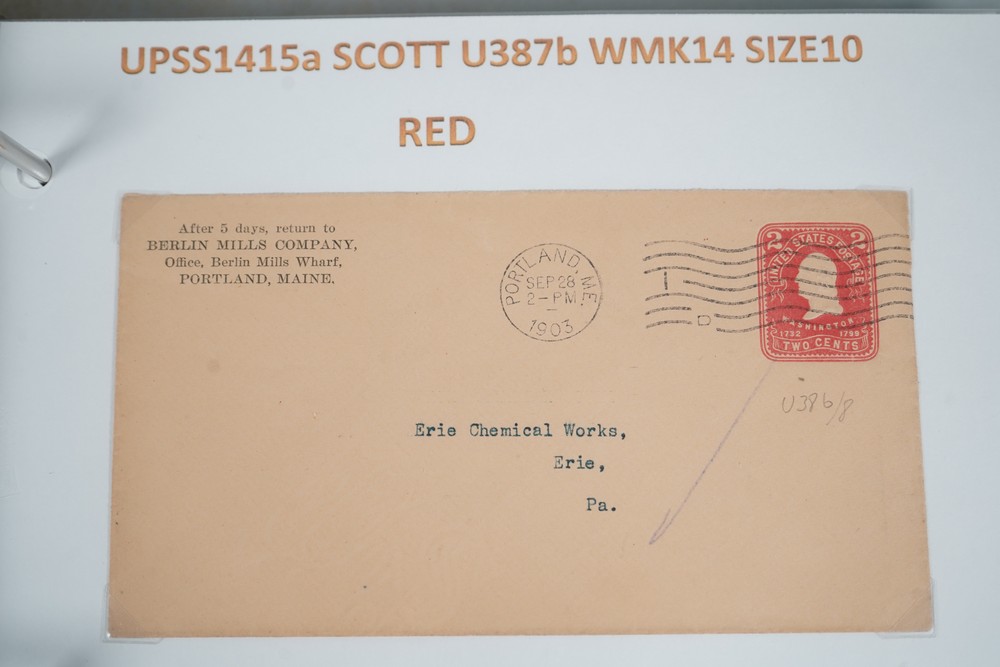 UPSS1415a SCOTT U387b WMK14 SIZE10
RED
After 5 days, return to
BERLIN MILLS COMPANY,
Office, Berlin Mills Wharf,
PORTLAND, MAINE.
PORTLAND, ME.
SEP 28
2-PM
1903
2 2
UNITED STATES POSTAGE
WASHINGTON
1732 1799
TWO CENTS
U386/8
Erie Chemical Works,
Erie,
Pa.